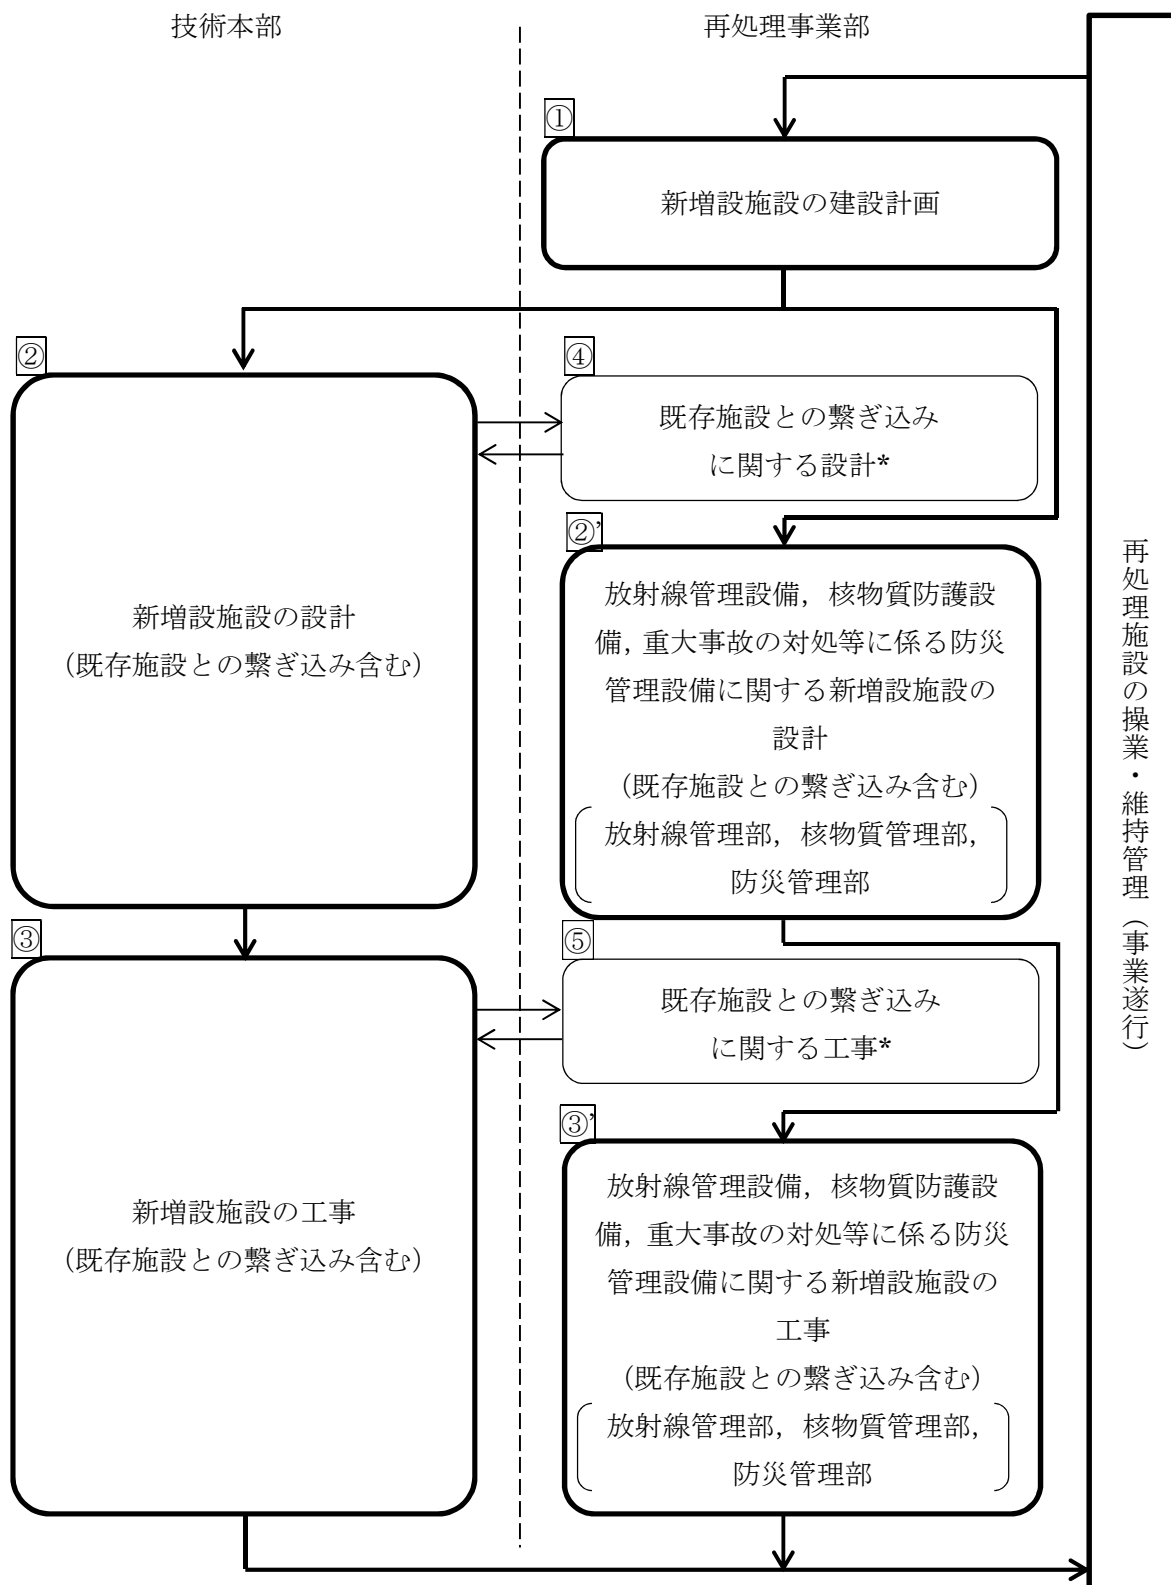 技術本部
再処理事業部
①
新増設施設の建設計画
②
新増設施設の設計
（既存施設との繋ぎ込み含む）
④
既存施設との繋ぎ込み
に関する設計*
②’
放射線管理設備，核物質防護設
備，重大事故の対処等に係る防災
管理設備に関する新増設施設の
設計
（既存施設との繋ぎ込み含む）
放射線管理部，核物質管理部，
防災管理部
③
新増設施設の工事
（既存施設との繋ぎ込み含む）
⑤
既存施設との繋ぎ込み
に関する工事*
③’
放射線管理設備，核物質防護設
備，重大事故の対処等に係る防災
管理設備に関する新増設施設の
工事
（既存施設との繋ぎ込み含む）
放射線管理部，核物質管理部，
防災管理部
再処理施設の操業・維持管理（事業遂行）